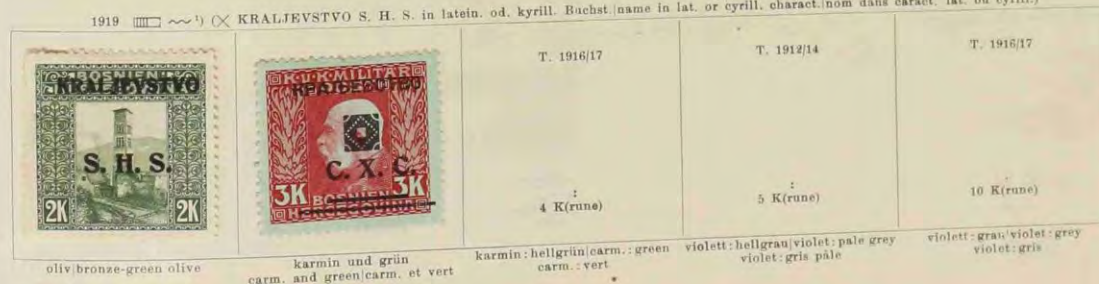 1919 KRALJEVSTVO S. H. S. in latein. od. kyrill. Buchst.|name in lat. or cyrill. charact.|nom dans caract. lat. ou cyrill.)
BOSNIEN
KRALJEVSTVO
S. H. S.
2K 2K
oliv|bronze-green olive
K.U.K.MILITÄR
КРАЉЕВСТВО
С. Х. С.
3K 3K
BOSNIEN
karmin und grün
carm. and green|carm. et vert
T. 1916/17
:
4 K(rune)
karmin : hellgrün|carm. : green
carm. : vert
T. 1912/14
:
5 K(rune)
violett : hellgrau|violet : pale grey
violet : gris pâle
T. 1916/17
:
10 K(rune)
violett : grau|violet : grey
violet : gris